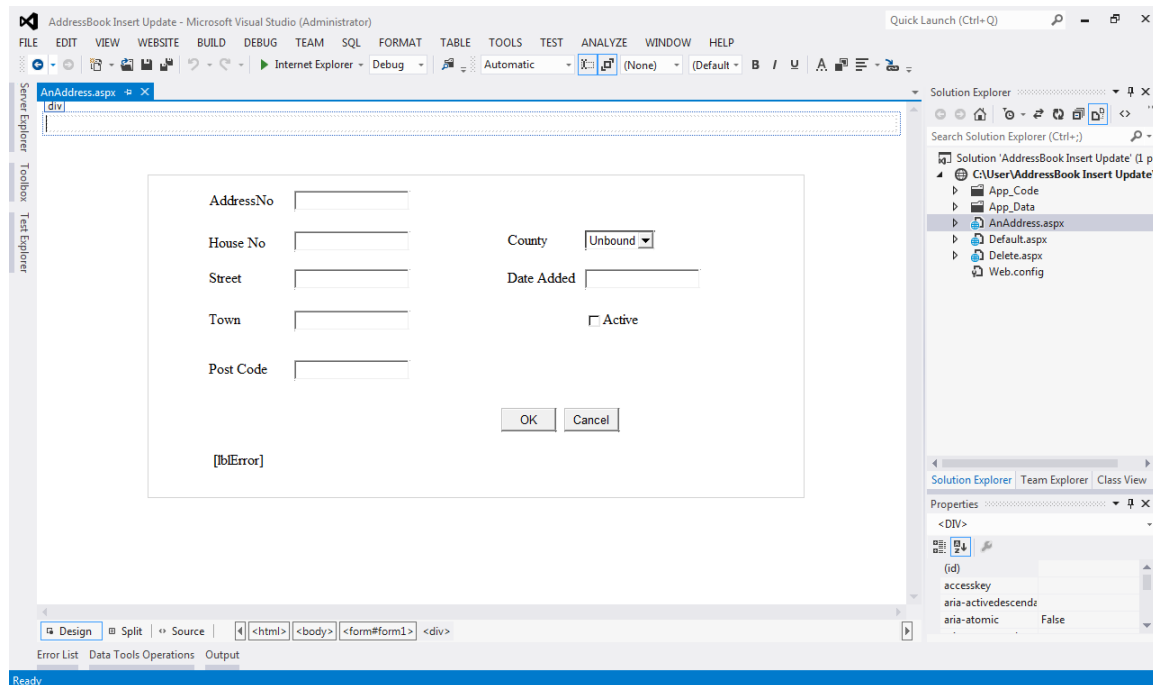 AddressBook Insert Update - Microsoft Visual Studio (Administrator)
Quick Launch (Ctrl+Q)
FILE EDIT VIEW WEBSITE BUILD DEBUG TEAM SQL FORMAT TABLE TOOLS TEST ANALYZE WINDOW HELP
Internet Explorer Debug Automatic (None) (Default B I U A
Server Explorer
Toolbox
Test Explorer
AnAddress.aspx
div
AddressNo
House No
County Unbound
Street
Date Added
Town
Active
Post Code
OK Cancel
[lblError]
Design Split Source <html> <body> <form#form1> <div>
Error List Data Tools Operations Output
Ready
Solution Explorer
Search Solution Explorer (Ctrl+;)
Solution 'AddressBook Insert Update' (1 p
C:\User\AddressBook Insert Update'
App_Code
App_Data
AnAddress.aspx
Default.aspx
Delete.aspx
Web.config
Solution Explorer Team Explorer Class View
Properties
<DIV>
(id)
accesskey
aria-activedescenda
aria-atomic False